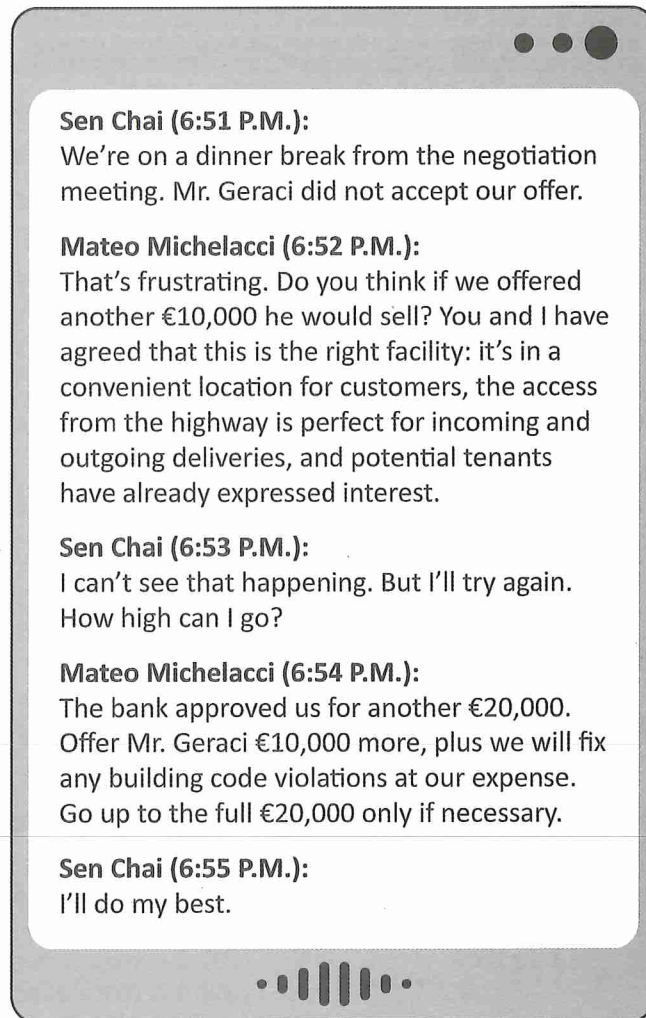 Sen Chai (6:51 P.M.):
We're on a dinner break from the negotiation
meeting. Mr. Geraci did not accept our offer.
Mateo Michelacci (6:52 P.M.):
That's frustrating. Do you think if we offered
another €10,000 he would sell? You and I have
agreed that this is the right facility: it's in a
convenient location for customers, the access
from the highway is perfect for incoming and
outgoing deliveries, and potential tenants
have already expressed interest.
Sen Chai (6:53 P.M.):
I can't see that happening. But I'll try again.
How high can I go?
Mateo Michelacci (6:54 P.M.):
The bank approved us for another €20,000.
Offer Mr. Geraci €10,000 more, plus we will fix
any building code violations at our expense.
Go up to the full €20,000 only if necessary.
Sen Chai (6:55 P.M.):
I'll do my best.